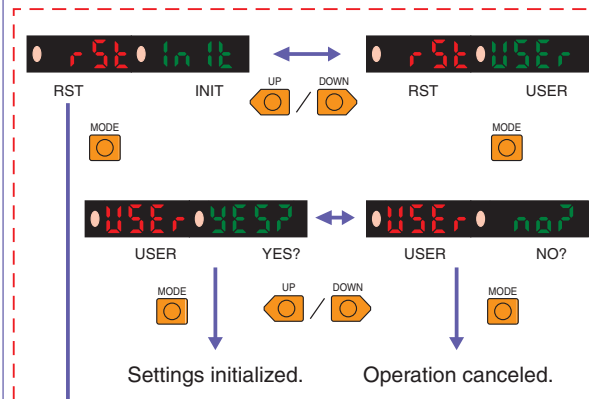 rSt InIt rSt USEr
RST INIT RST USER
UP DOWN
MODE MODE
USEr YES? USEr no?
USER YES? USER NO?
MODE UP DOWN MODE
Settings initialized. Operation canceled.